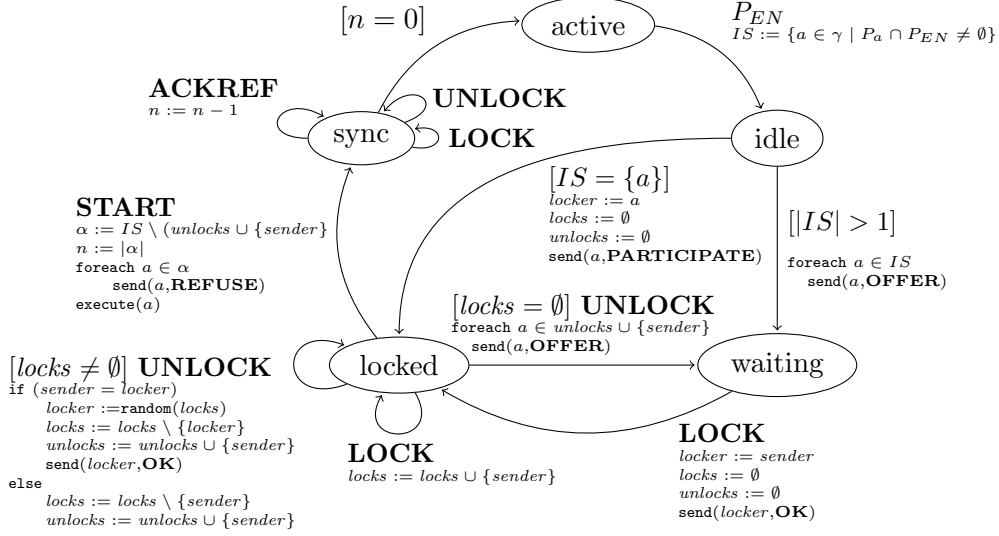 [n = 0]
active
P_EN
IS := {a ∈ γ | P_a ∩ P_EN ≠ ∅}
ACKREF
n := n − 1
UNLOCK
LOCK
sync
idle
[IS = {a}]
locker := a
locks := ∅
unlocks := ∅
send(a,PARTICIPATE)
[|IS| > 1]
foreach a ∈ IS
send(a,OFFER)
START
α := IS \ (unlocks ∪ {sender}
n := |α|
foreach a ∈ α
send(a,REFUSE)
execute(a)
[locks = ∅] UNLOCK
foreach a ∈ unlocks ∪ {sender}
send(a,OFFER)
locked
waiting
[locks ≠ ∅] UNLOCK
if (sender = locker)
locker :=random(locks)
locks := locks \ {locker}
unlocks := unlocks ∪ {sender}
send(locker,OK)
else
locks := locks \ {sender}
unlocks := unlocks ∪ {sender}
LOCK
locks := locks ∪ {sender}
LOCK
locker := sender
locks := ∅
unlocks := ∅
send(locker,OK)